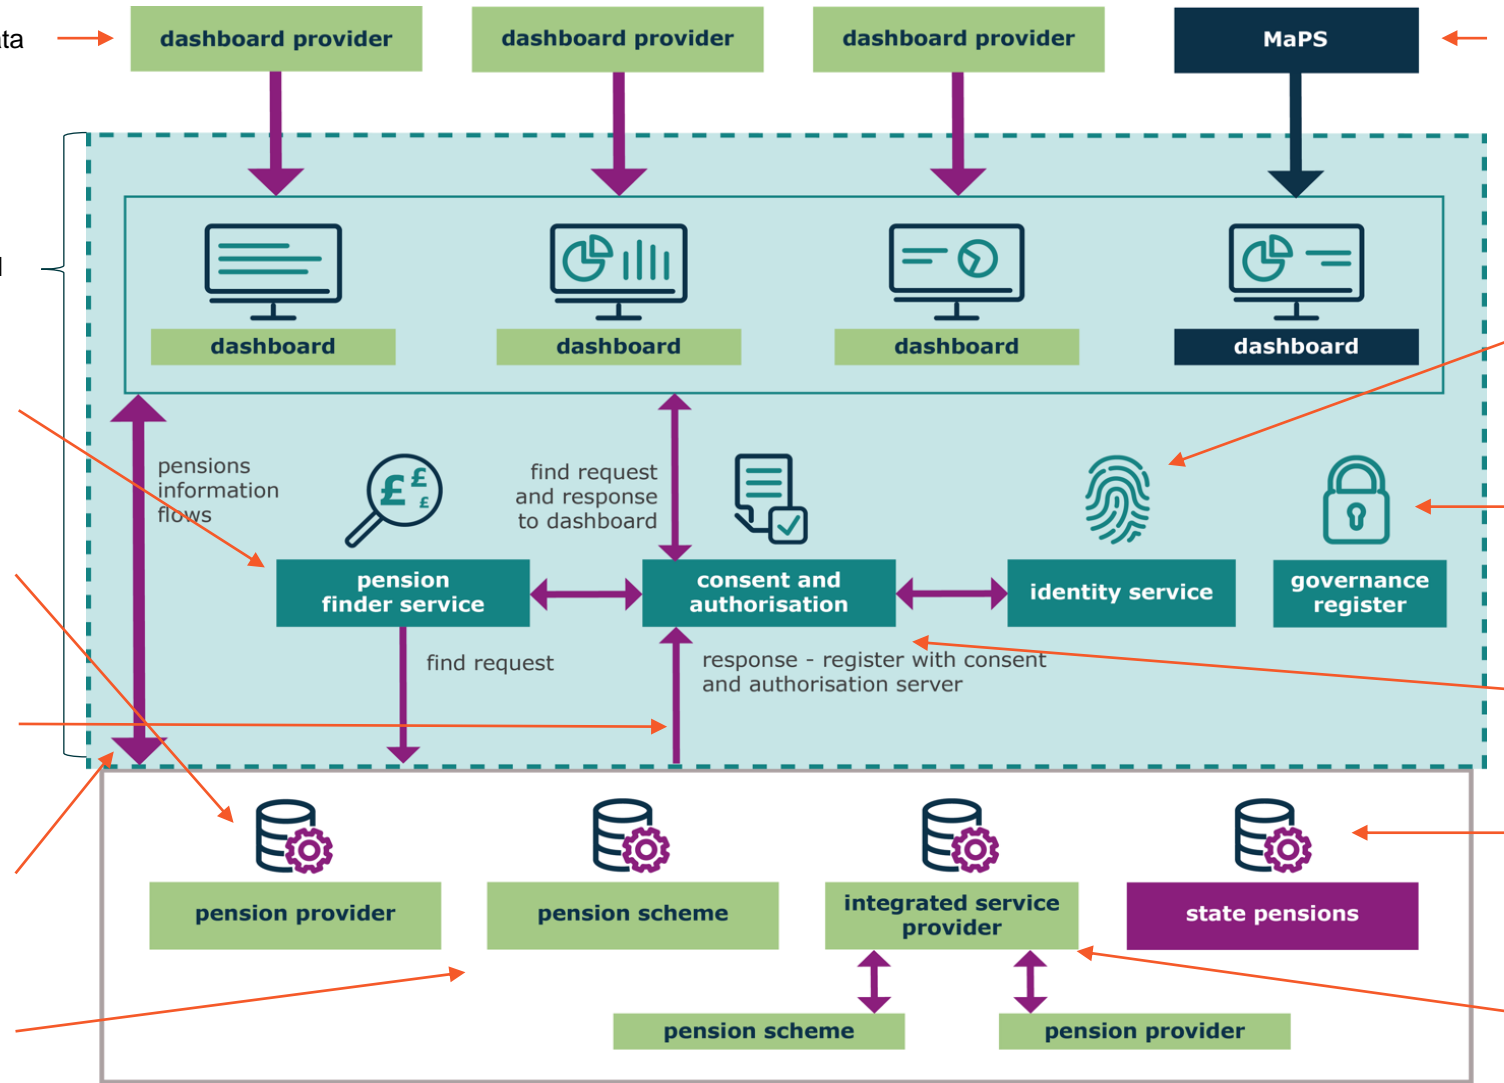 dashboard provider
dashboard provider
dashboard provider
MaPS
dashboard
dashboard
dashboard
dashboard
pensions
information
flows
find request
and response
to dashboard
pension
finder service
consent and
authorisation
identity service
governance
register
find request
response - register with consent
and authorisation server
pension provider
pension scheme
integrated service
provider
state pensions
pension scheme
pension provider